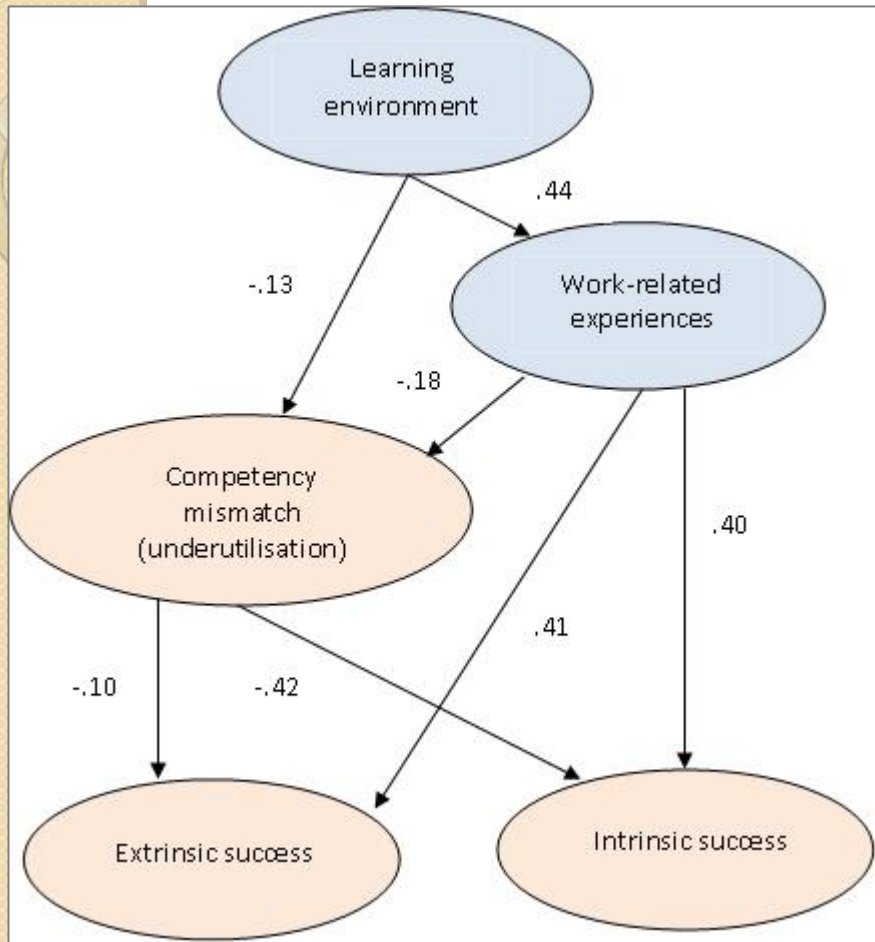 Learning
environment
.44
-.13
Work-related
experiences
-.18
Competency
mismatch
(underutilisation)
.40
.41
-.10
-.42
Extrinsic success
Intrinsic success